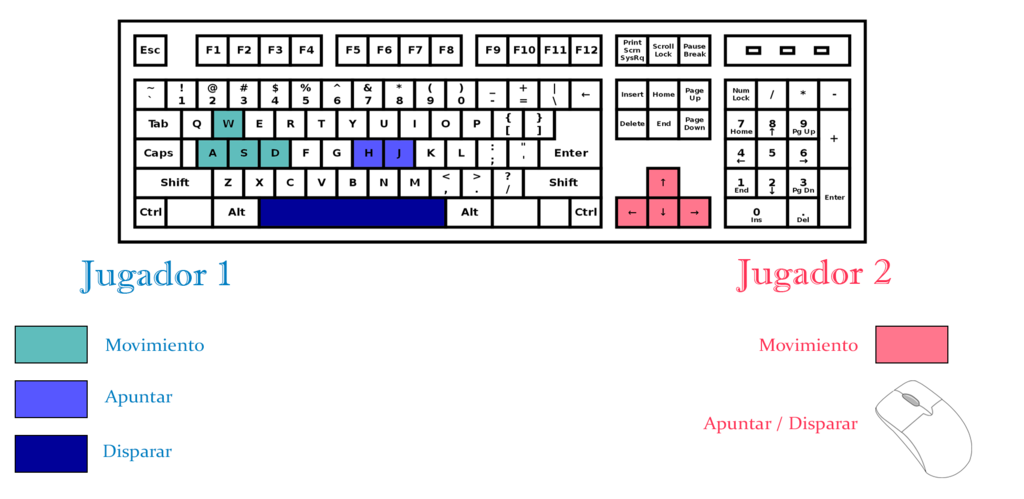 Esc F1 F2 F3 F4 F5 F6 F7 F8 F9 F10 F11 F12 Print Scrn SysRq Scroll Lock Pause Break
~ ` ! 1 @ 2 # 3 $ 4 % 5 ^ 6 & 7 * 8 ( 9 ) 0 _ - + = | \ ← Insert Home Page Up Num Lock / * -
Tab Q W E R T Y U I O P { [ } ] Delete End Page Down 7 Home 8 ↑ 9 Pg Up +
Caps A S D F G H J K L : ; " ' Enter 4 ← 5 6 →
Shift Z X C V B N M < , > . ? / Shift ↑ 1 End 2 ↓ 3 Pg Dn Enter
Ctrl Alt Alt Ctrl ← ↓ → 0 Ins . Del
Jugador 1
Jugador 2
Movimiento
Movimiento
Apuntar
Apuntar / Disparar
Disparar